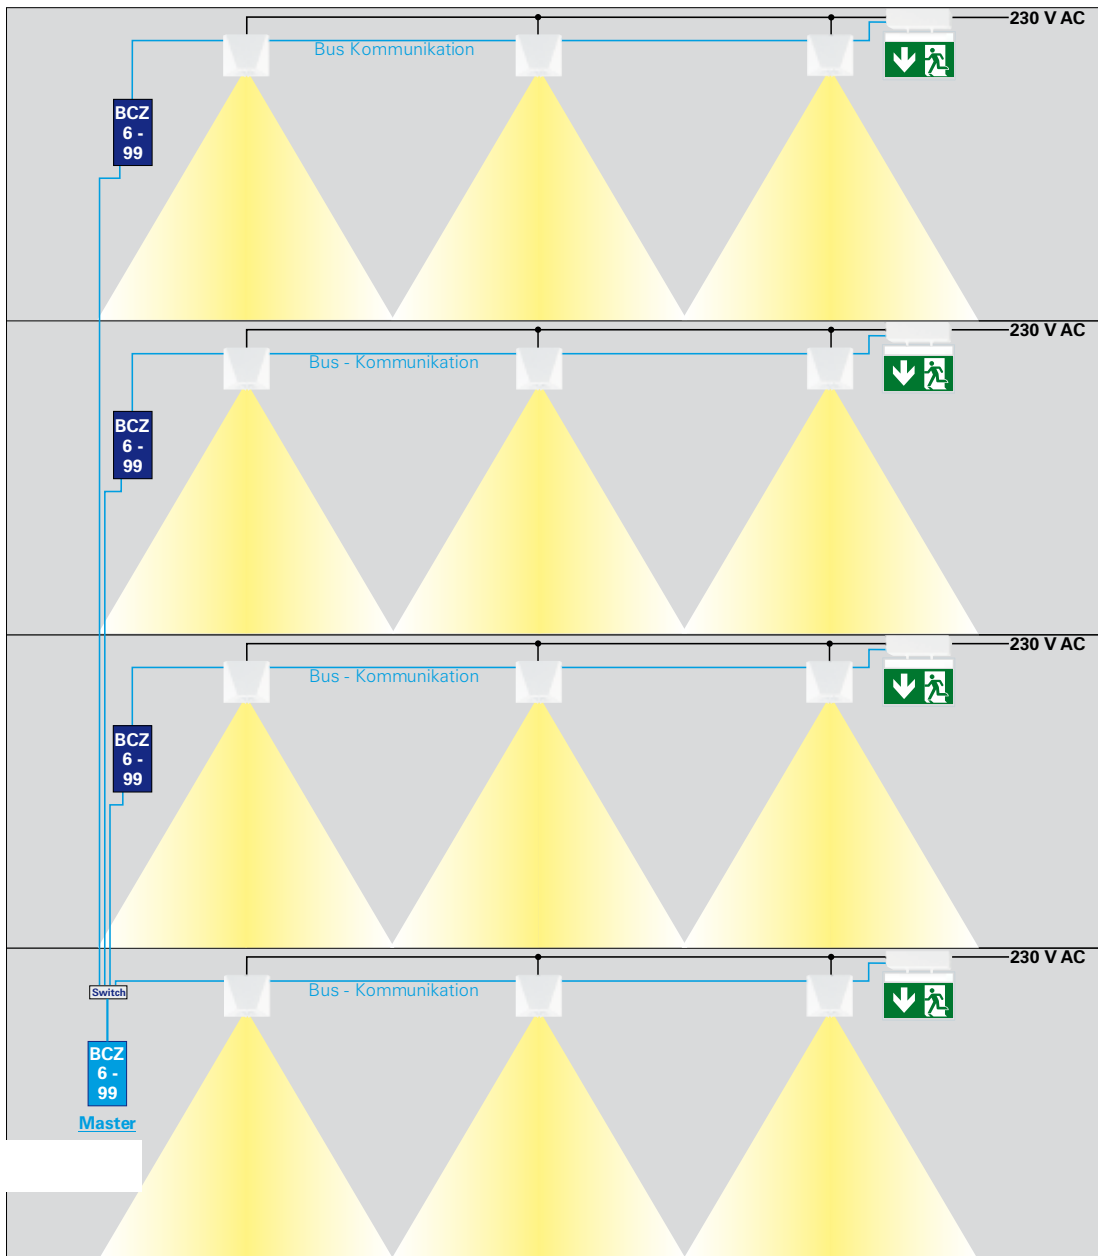 230 V AC
Bus Kommunikation
BCZ
6 -
99
230 V AC
Bus - Kommunikation
BCZ
6 -
99
230 V AC
Bus - Kommunikation
BCZ
6 -
99
230 V AC
Bus - Kommunikation
Switch
BCZ
6 -
99
Master